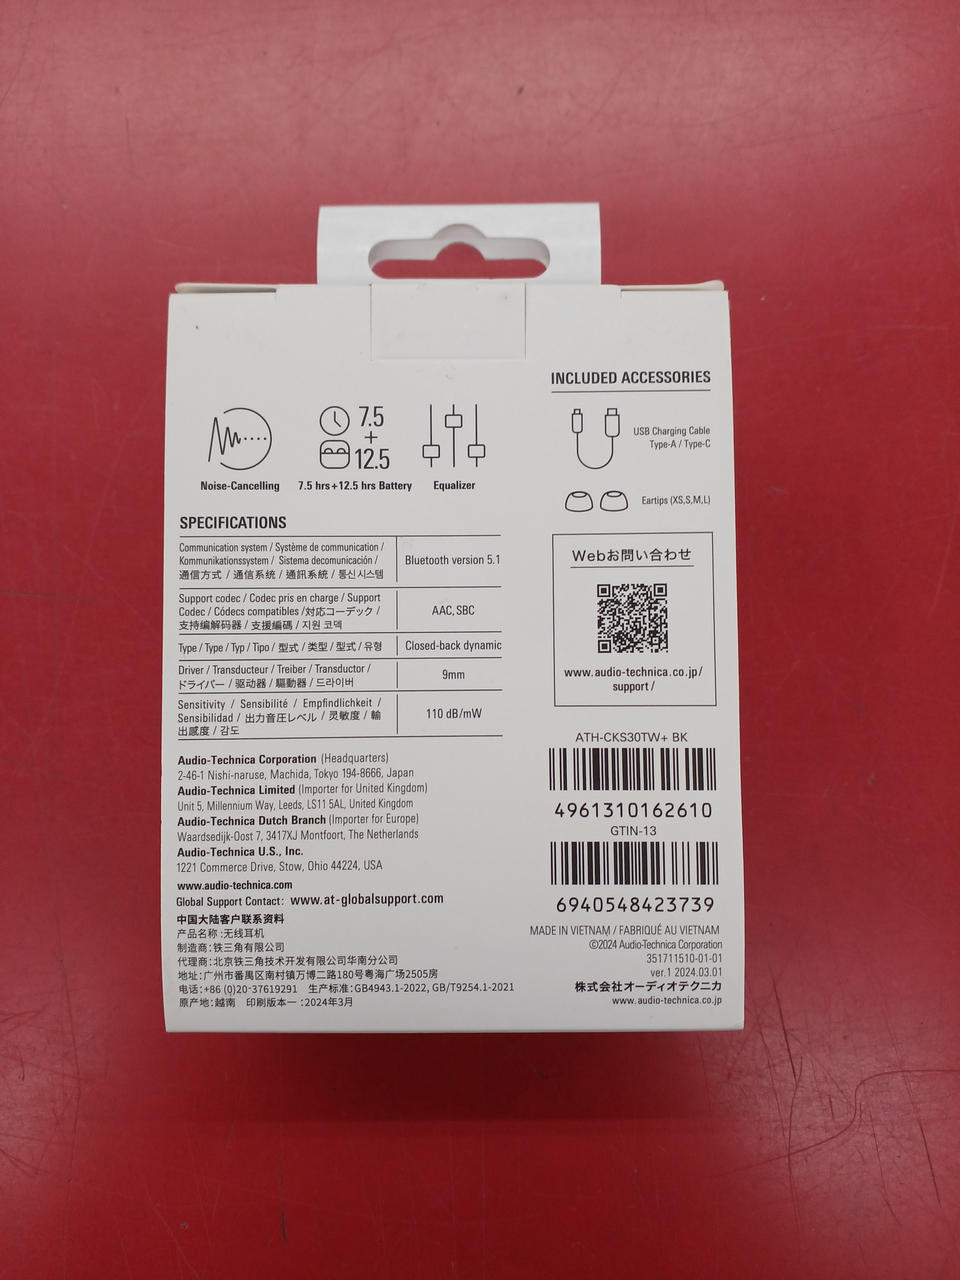 7.5
+
12.5
Noise-Cancelling
7.5 hrs+12.5 hrs Battery
Equalizer
SPECIFICATIONS
Communication system / Système de communication /
Kommunikationssystem / Sistema decomunicación /
通信方式 / 通信系统 / 通訊系統 / 통신 시스템
Bluetooth version 5.1
Support codec / Codec pris en charge / Support
Codec / Códecs compatibles /対応コーデック /
支持编解码器 / 支援編碼 / 지원 코덱
AAC, SBC
Type / Type / Typ / Tipo / 型式 / 类型 / 型式 / 유형
Closed-back dynamic
Driver / Transducteur / Treiber / Transductor /
ドライバー / 驱动器 / 驅動器 / 드라이버
9mm
Sensitivity / Sensibilité / Empfindlichkeit /
Sensibilidad / 出力音圧レベル / 灵敏度 / 輸
出感度 / 감도
110 dB/mW
Audio-Technica Corporation (Headquarters)
2-46-1 Nishi-naruse, Machida, Tokyo 194-8666, Japan
Audio-Technica Limited (Importer for United Kingdom)
Unit 5, Millennium Way, Leeds, LS11 5AL, United Kingdom
Audio-Technica Dutch Branch (Importer for Europe)
Waardsedijk-Oost 7, 3417XJ Montfoort, The Netherlands
Audio-Technica U.S., Inc.
1221 Commerce Drive, Stow, Ohio 44224, USA
www.audio-technica.com
Global Support Contact: www.at-globalsupport.com
中国大陆客户联系资料
产品名称 :无线耳机
制造商: 铁三角有限公司
代理商: 北京铁三角技术开发有限公司华南分公司
地址: 广州市番禺区南村镇万博二路180号粤海广场2505房
电话: +86 (0)20-37619291 生产标准: GB4943.1-2022, GB/T9254.1-2021
原产地: 越南 印刷版本一 : 2024年3月
INCLUDED ACCESSORIES
USB Charging Cable
Type-A / Type-C
Eartips (XS,S,M,L)
Webお問い合わせ
www.audio-technica.co.jp/
support /
ATH-CKS30TW+ BK
4961310162610
GTIN-13
6940548423739
MADE IN VIETNAM / FABRIQUÉ AU VIETNAM
©2024 Audio-Technica Corporation
351711510-01-01
ver.1 2024.03.01
株式会社オーディオテクニカ
www.audio-technica.co.jp